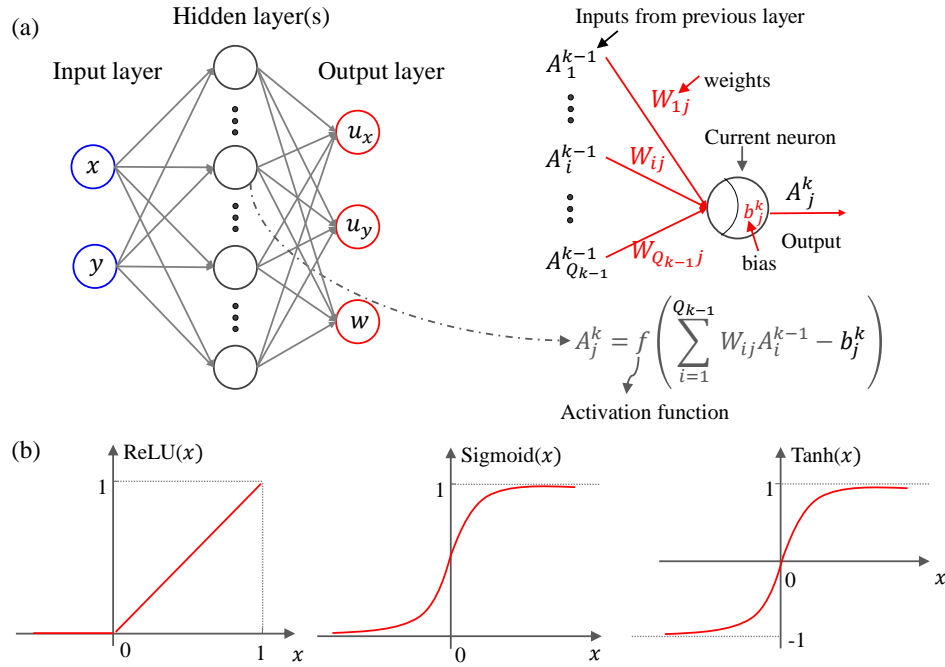 (a)
Hidden layer(s)
Input layer
Output layer
x
y
u_x
u_y
w
Inputs from previous layer
A_1^{k-1}
weights
W_{1j}
A_i^{k-1}
W_{ij}
Current neuron
A_j^k
b_j^k
Output
A_{Q_{k-1}}^{k-1}
W_{Q_{k-1}j}
bias
A_j^k = f ( \sum_{i=1}^{Q_{k-1}} W_{ij} A_i^{k-1} - b_j^k )
Activation function
(b)
ReLU(x)
1
0
1
x
Sigmoid(x)
1
0
x
Tanh(x)
1
0
x
-1